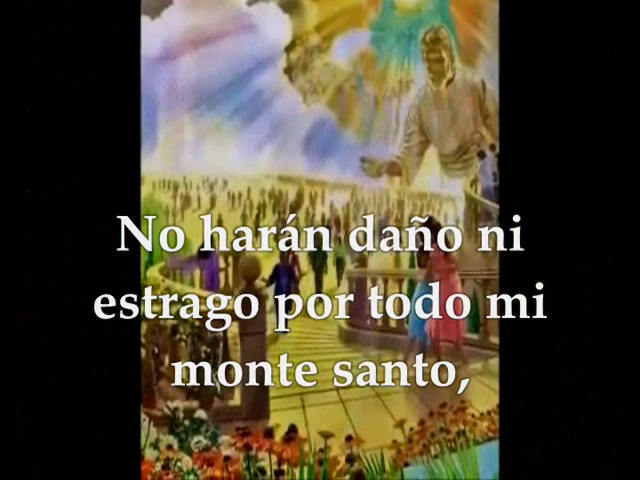 No harán daño ni
estrago por todo mi
monte santo,